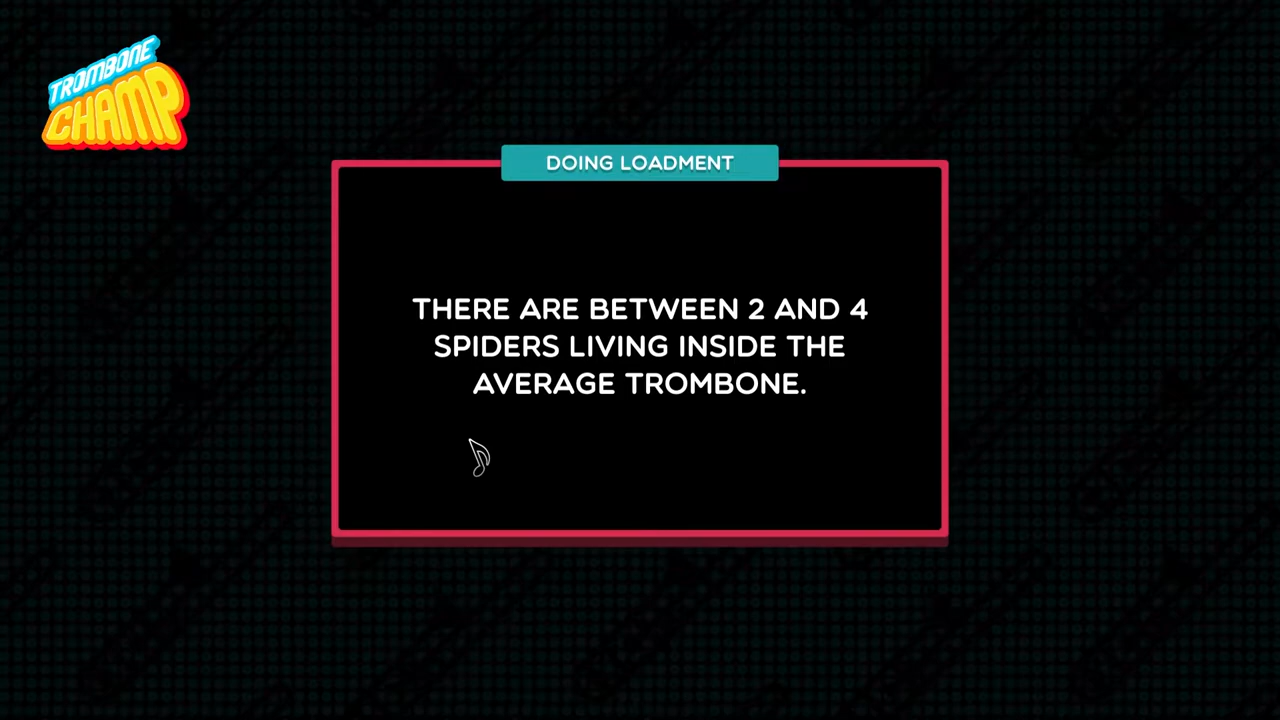 TROMBONE
CHAMP
DOING LOADMENT
THERE ARE BETWEEN 2 AND 4
SPIDERS LIVING INSIDE THE
AVERAGE TROMBONE.